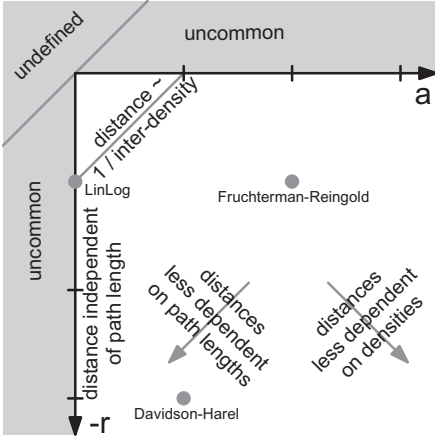 undefined
uncommon
a
distance ~
1 / inter-density
LinLog
Fruchterman-Reingold
uncommon
distance independent
of path length
distances
less dependent
on path lengths
distances
less dependent
on densities
Davidson-Harel
-r